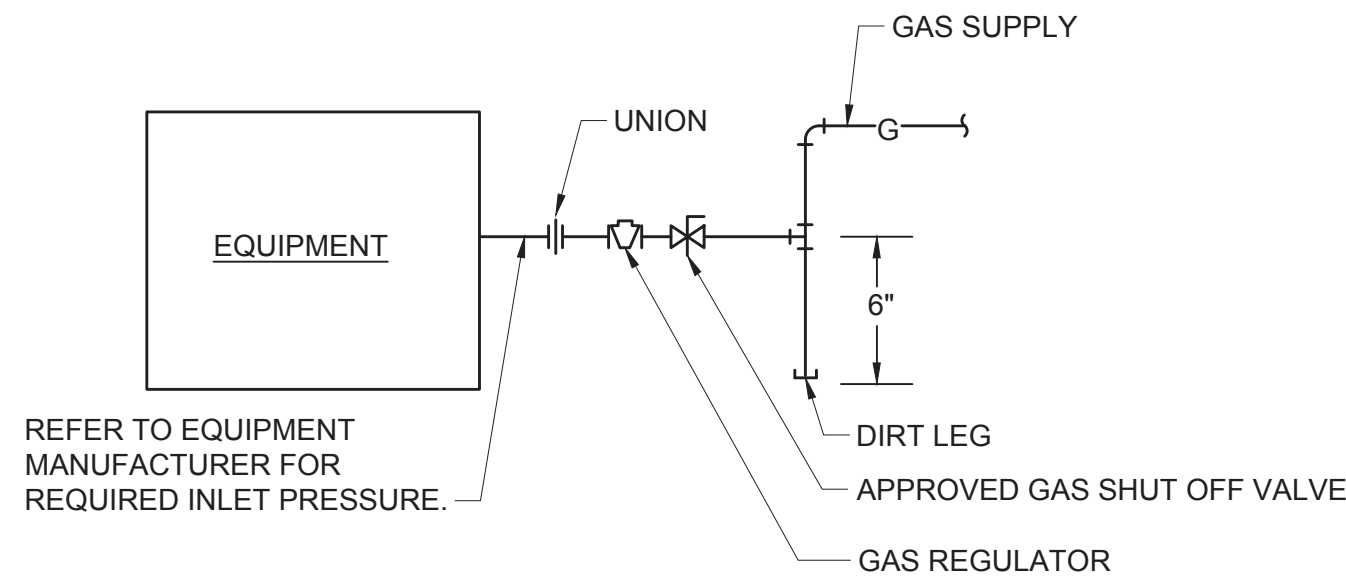 GAS SUPPLY
UNION
G
EQUIPMENT
6"
REFER TO EQUIPMENT
MANUFACTURER FOR
REQUIRED INLET PRESSURE.
DIRT LEG
APPROVED GAS SHUT OFF VALVE
GAS REGULATOR